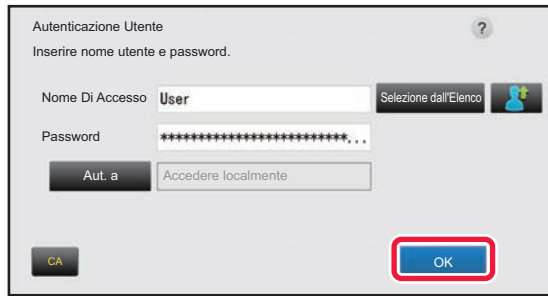 Autenticazione Utente
?
Inserire nome utente e password.
Nome Di Accesso User Selezione dall'Elenco
Password **************************...
Aut. a Accedere localmente
CA OK